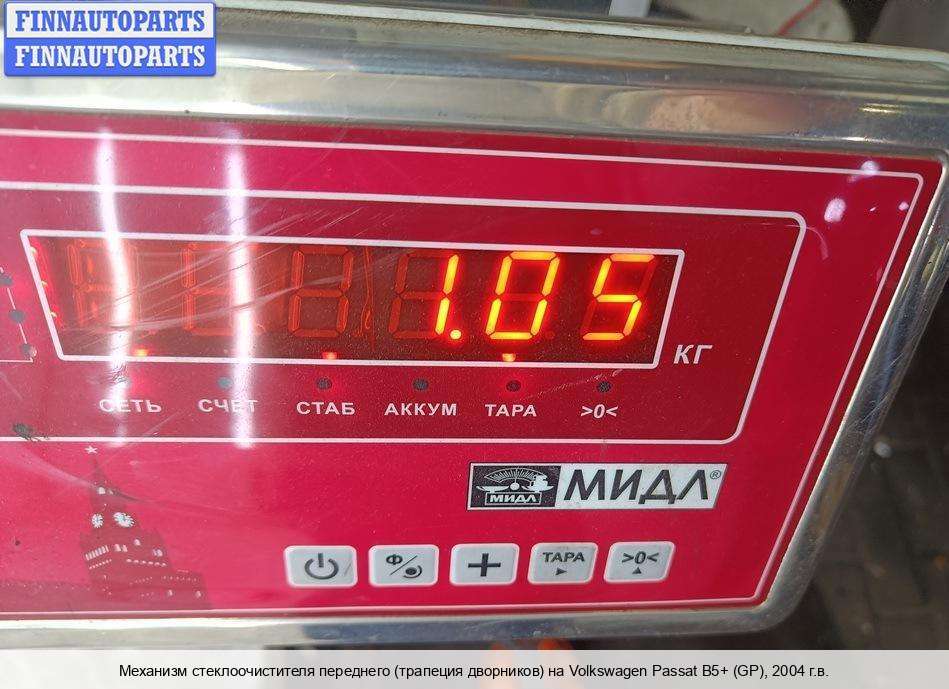 FINNAUTOPARTS
FINNAUTOPARTS
1.05
КГ
СЕТЬ СЧЕТ СТАБ АККУМ ТАРА >0<
МИДЛ МИДЛ®
Ф/ + ТАРА >0<
Механизм стеклоочистителя переднего (трапеция дворников) на Volkswagen Passat B5+ (GP), 2004 г.в.